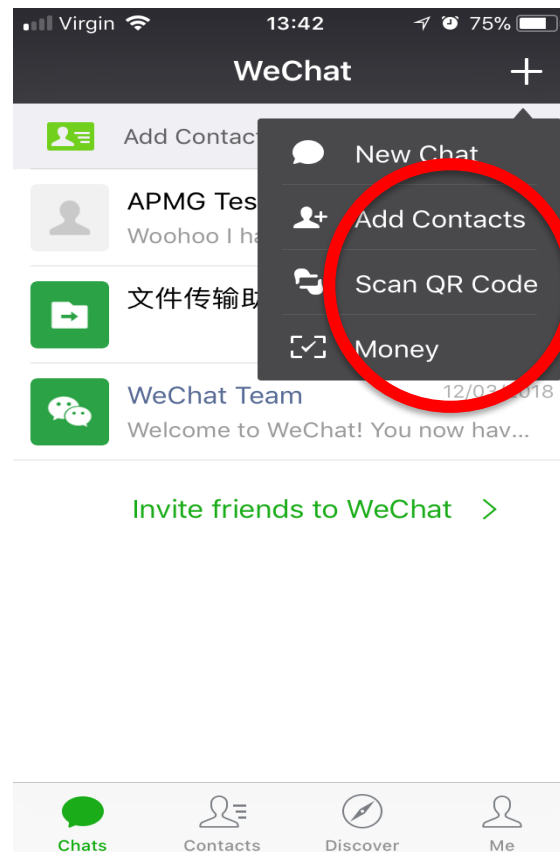 Virgin 13:42 75%
WeChat
Add Contac
New Chat
APMG Tes
Woohoo I ha
Add Contacts
文件传输助
Scan QR Code
Money
WeChat Team 12/03/2018
Welcome to WeChat! You now hav...
Invite friends to WeChat >
Chats Contacts Discover Me